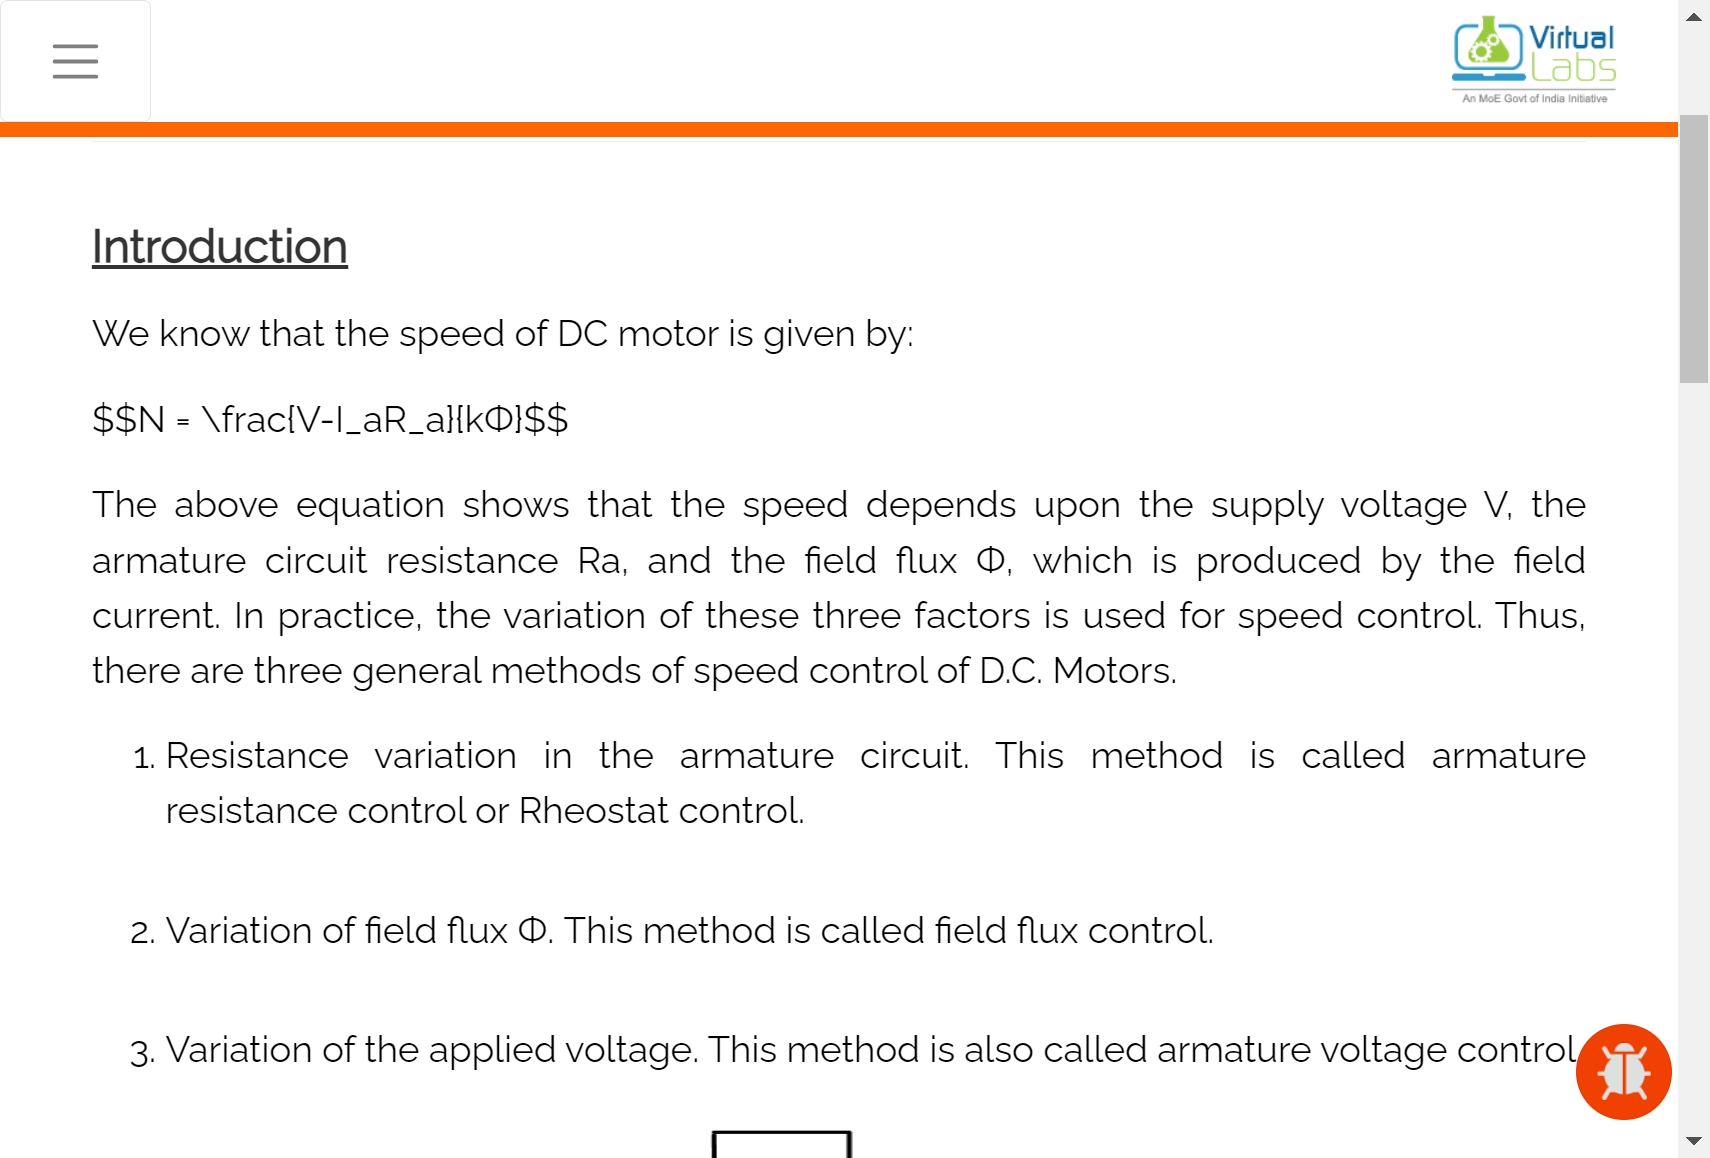 Virtual
Labs
An MoE Govt of India Initiative
Introduction
We know that the speed of DC motor is given by:
$$N = \frac{V-I_aR_a}{kΦ}$$
The above equation shows that the speed depends upon the supply voltage V, the
armature circuit resistance Ra, and the field flux Φ, which is produced by the field
current. In practice, the variation of these three factors is used for speed control. Thus,
there are three general methods of speed control of D.C. Motors.
1. Resistance variation in the armature circuit. This method is called armature
resistance control or Rheostat control.
2. Variation of field flux Φ. This method is called field flux control.
3. Variation of the applied voltage. This method is also called armature voltage control